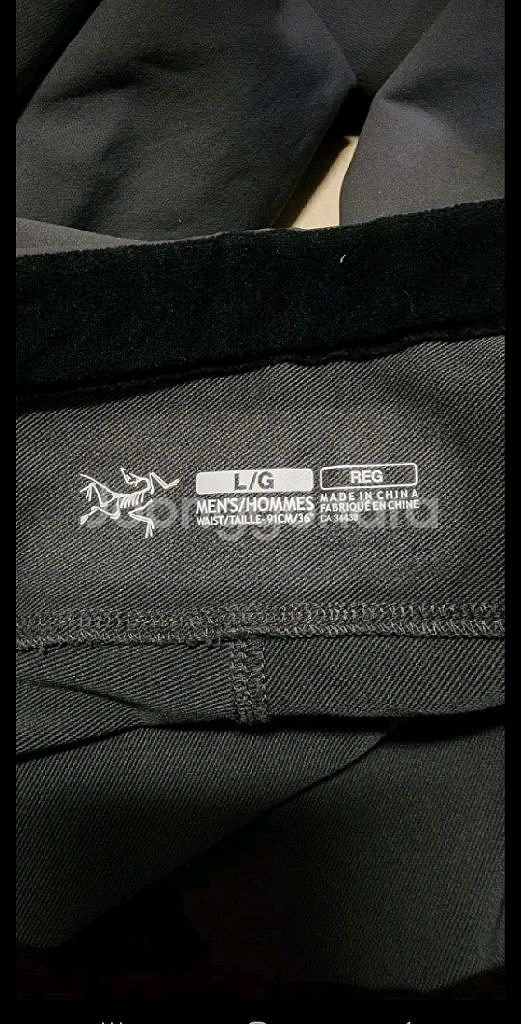 L/G
REG
MEN'S/HOMMES
WAIST/TAILLE-91CM/36"
MADE IN CHINA
FABRIQUÉ EN CHINE
CA 34438